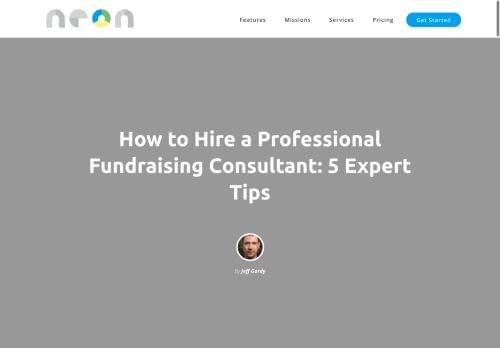 neon
Features Missions Services Pricing Get Started
How to Hire a Professional
Fundraising Consultant: 5 Expert
Tips
By Jeff Gordy